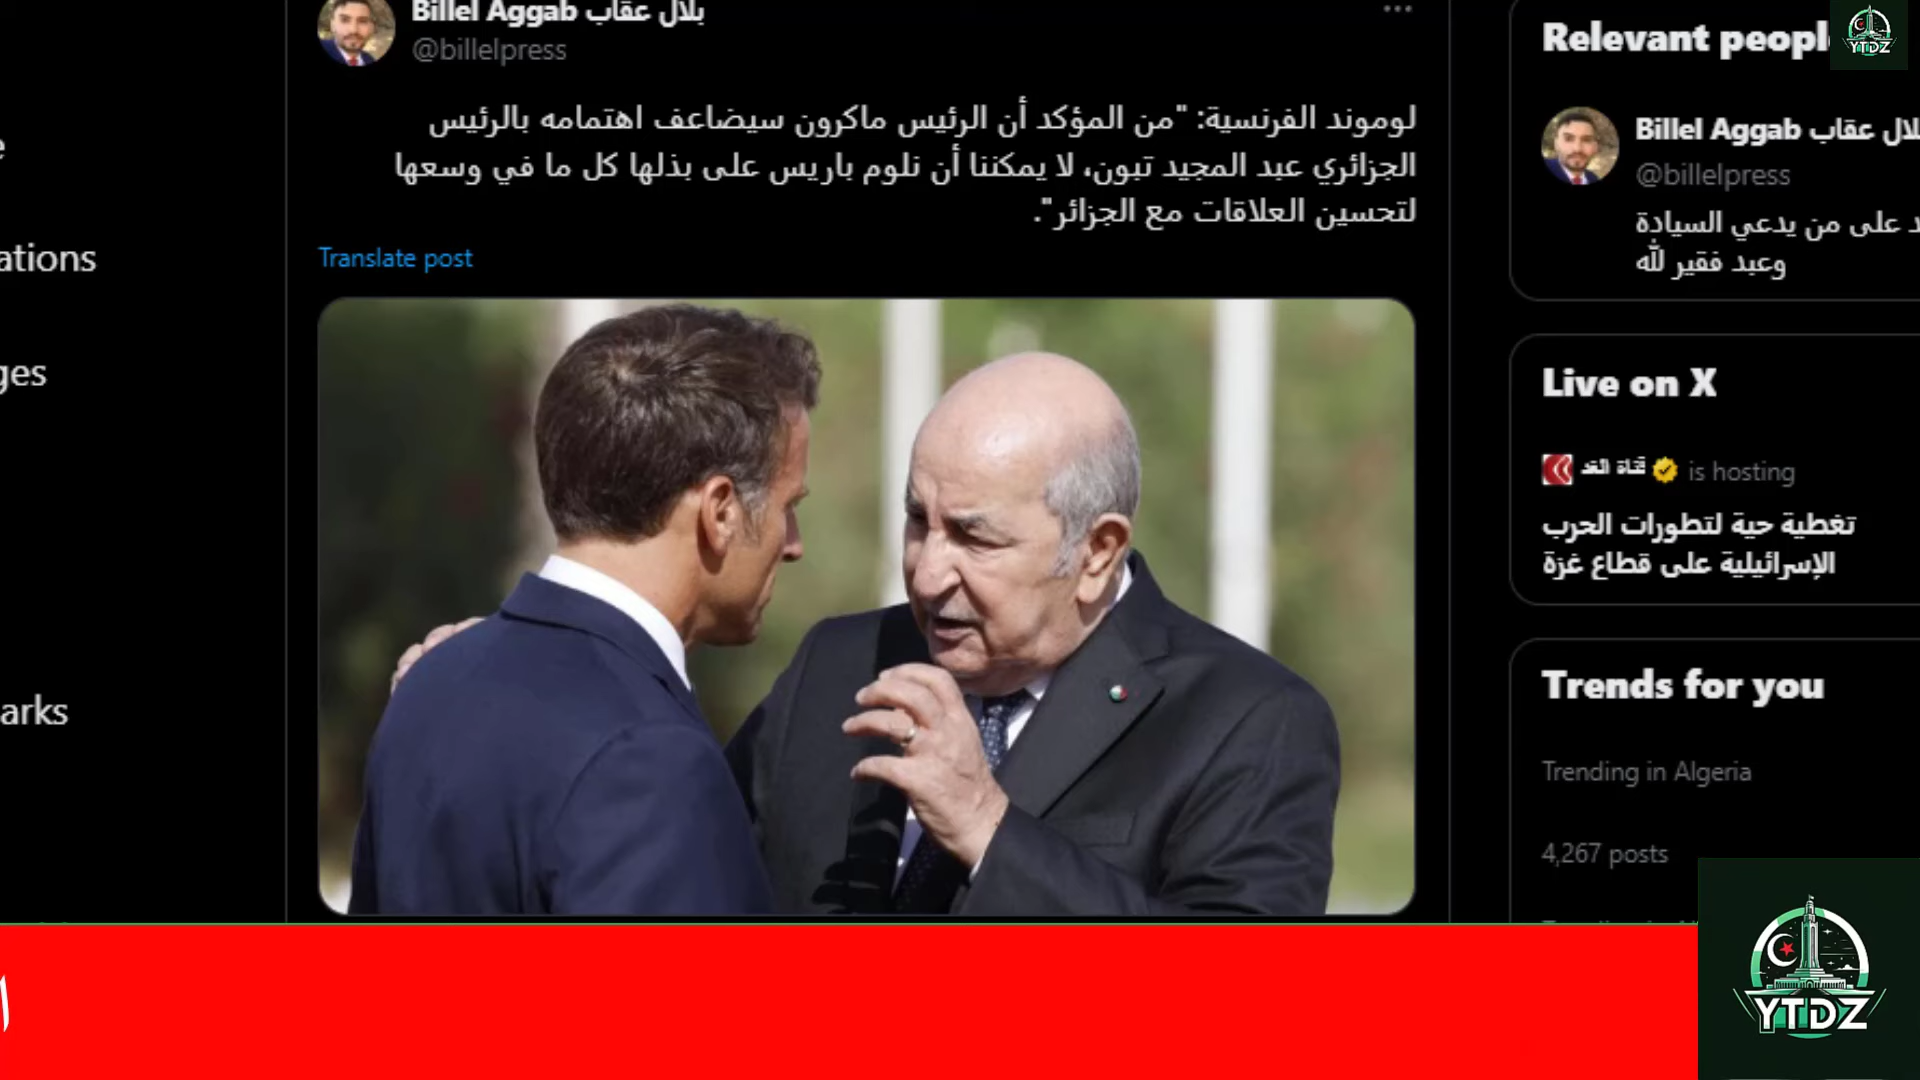 Billel Aggab بلال عقاب
@billelpress
لوموند الفرنسية: "من المؤكد أن الرئيس ماكرون سيضاعف اهتمامه بالرئيس
الجزائري عبد المجيد تبون، لا يمكننا أن نلوم باريس على بذلها كل ما في وسعها
لتحسين العلاقات مع الجزائر".
Translate post
e
ations
ges
arks
Relevant peopl
YTDZ
Billel Aggab بلال عقاب
@billelpress
د على من يدعي السيادة
وعبد فقير لله
Live on X
قناة الغد is hosting
تغطية حية لتطورات الحرب
الإسرائيلية على قطاع غزة
Trends for you
Trending in Algeria
4,267 posts
YTDZ